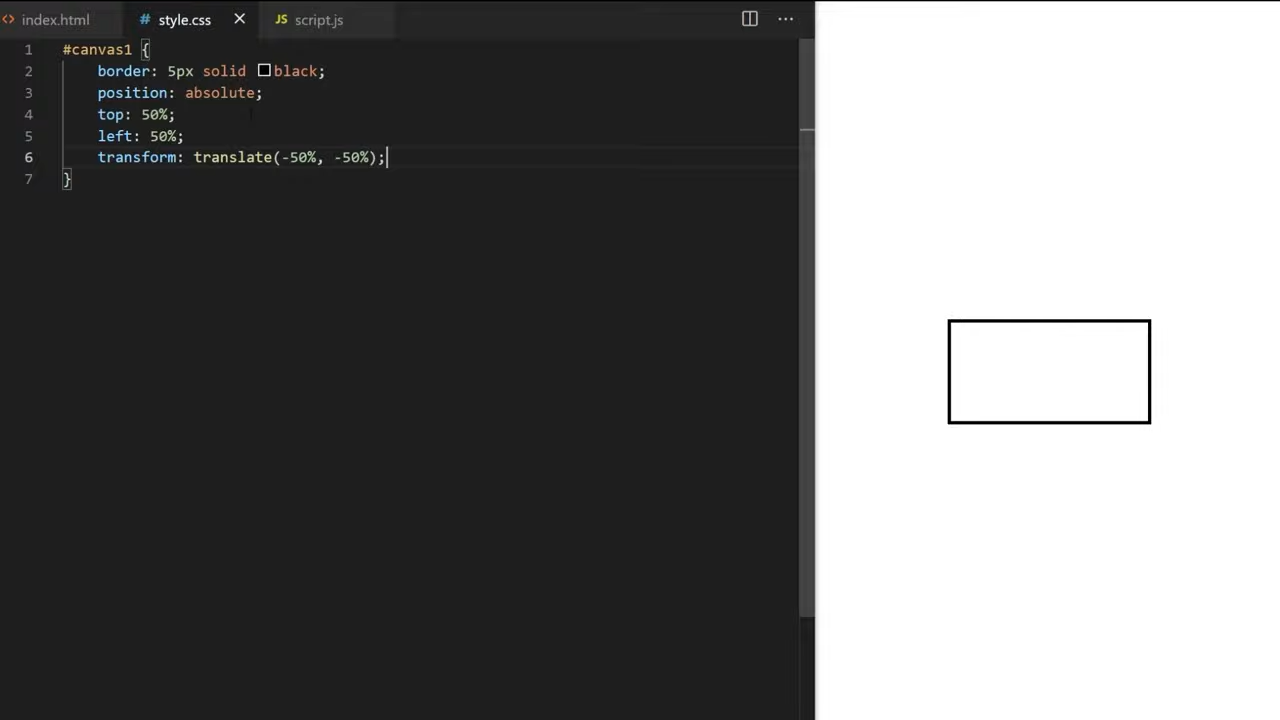 index.html # style.css JS script.js
1 #canvas1 {
2 border: 5px solid black;
3 position: absolute;
4 top: 50%;
5 left: 50%;
6 transform: translate(-50%, -50%);
7 }